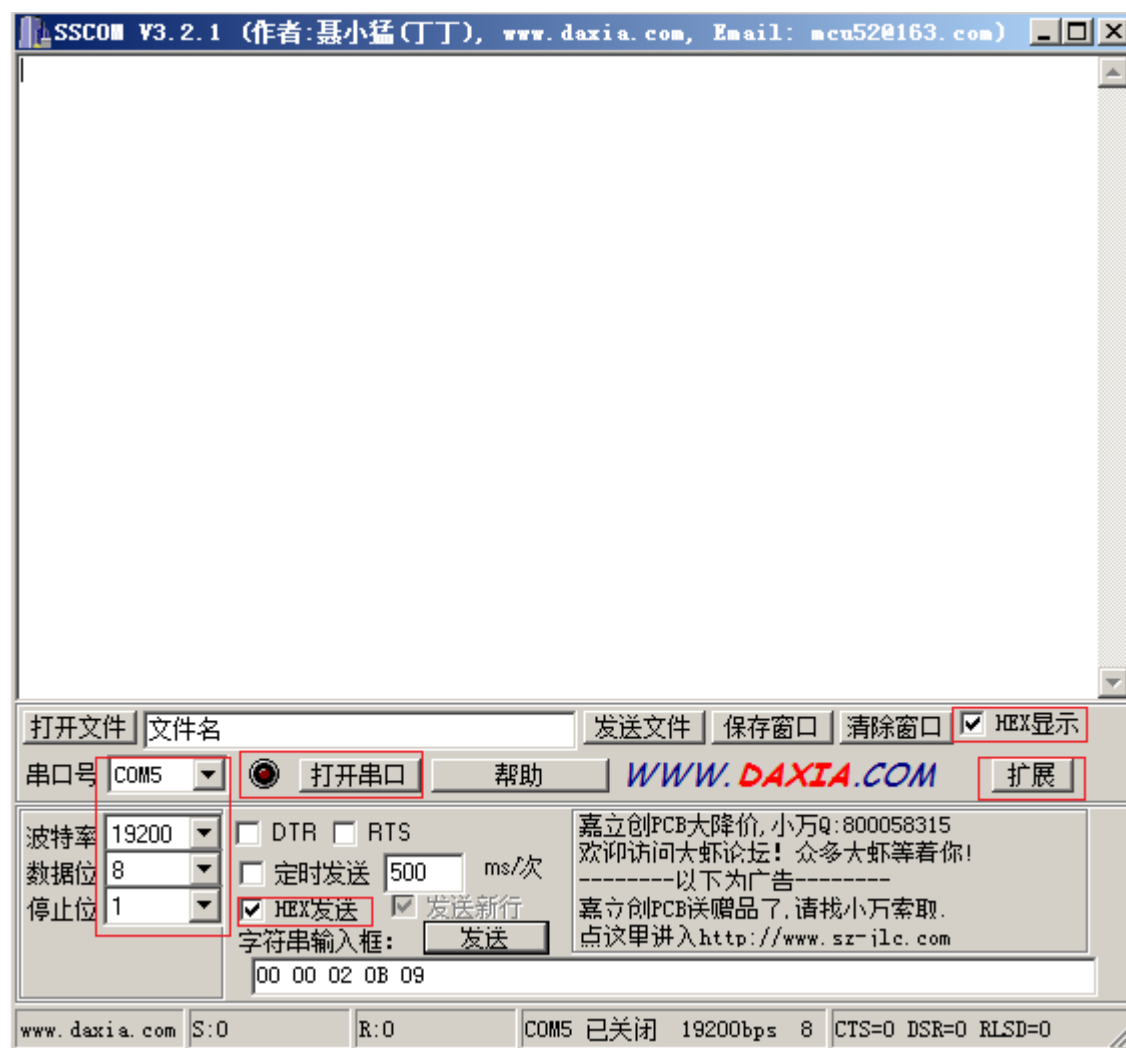 SSCOM V3.2.1 (作者:聂小猛(丁丁), www.daxia.com, Email: mcu52@163.com)
打开文件 文件名 发送文件 保存窗口 清除窗口 HEX显示
串口号 COM5 打开串口 帮助 WWW.DAXIA.COM 扩展
波特率 19200 DTR RTS
数据位 8 定时发送 500 ms/次
停止位 1 HEX发送 发送新行
字符串输入框: 发送
00 00 02 0B 09
嘉立创PCB大降价,小万Q:800058315
欢仰访问大虾论坛!众多大虾等着你!
--------以下为广告--------
嘉立创PCB送赠品了,请找小万索取.
点这里进入http://www.sz-jlc.com
www.daxia.com S:0 R:0 COM5 已关闭 19200bps 8 CTS=0 DSR=0 RLSD=0